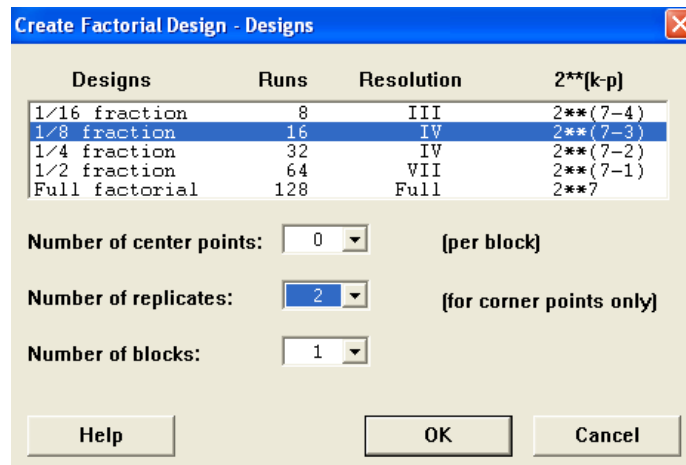 Create Factorial Design - Designs
Designs Runs Resolution 2**(k-p)
1/16 fraction 8 III 2**(7-4)
1/8 fraction 16 IV 2**(7-3)
1/4 fraction 32 IV 2**(7-2)
1/2 fraction 64 VII 2**(7-1)
Full factorial 128 Full 2**7
Number of center points: 0 (per block)
Number of replicates: 2 (for corner points only)
Number of blocks: 1
Help OK Cancel